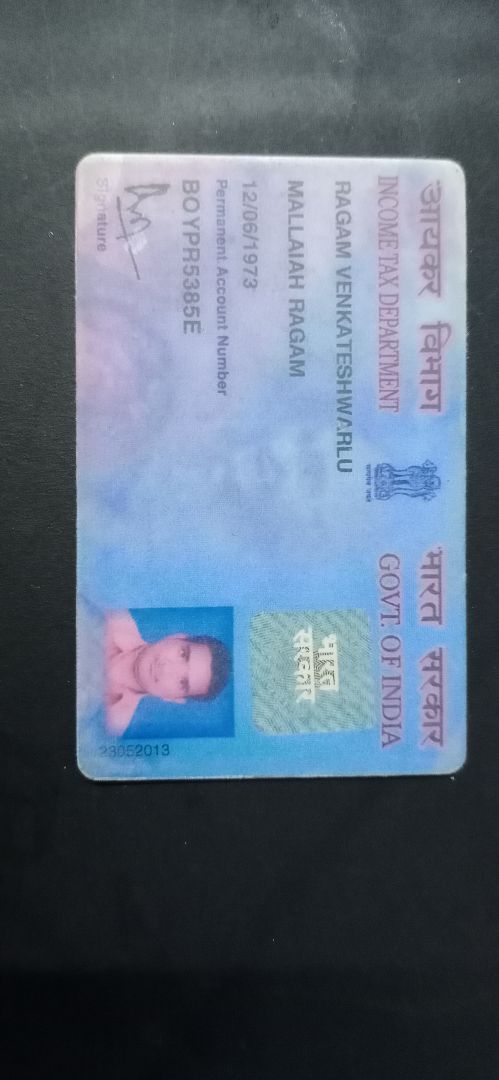 आयकर विभाग
INCOME TAX DEPARTMENT
भारत सरकार
GOVT. OF INDIA
सत्यमेव जयते
RAGAM VENKATESHWARLU
MALLAIAH RAGAM
12/06/1973
Permanent Account Number
BOYPR5385E
Signature
भारत
सरकार
23052013